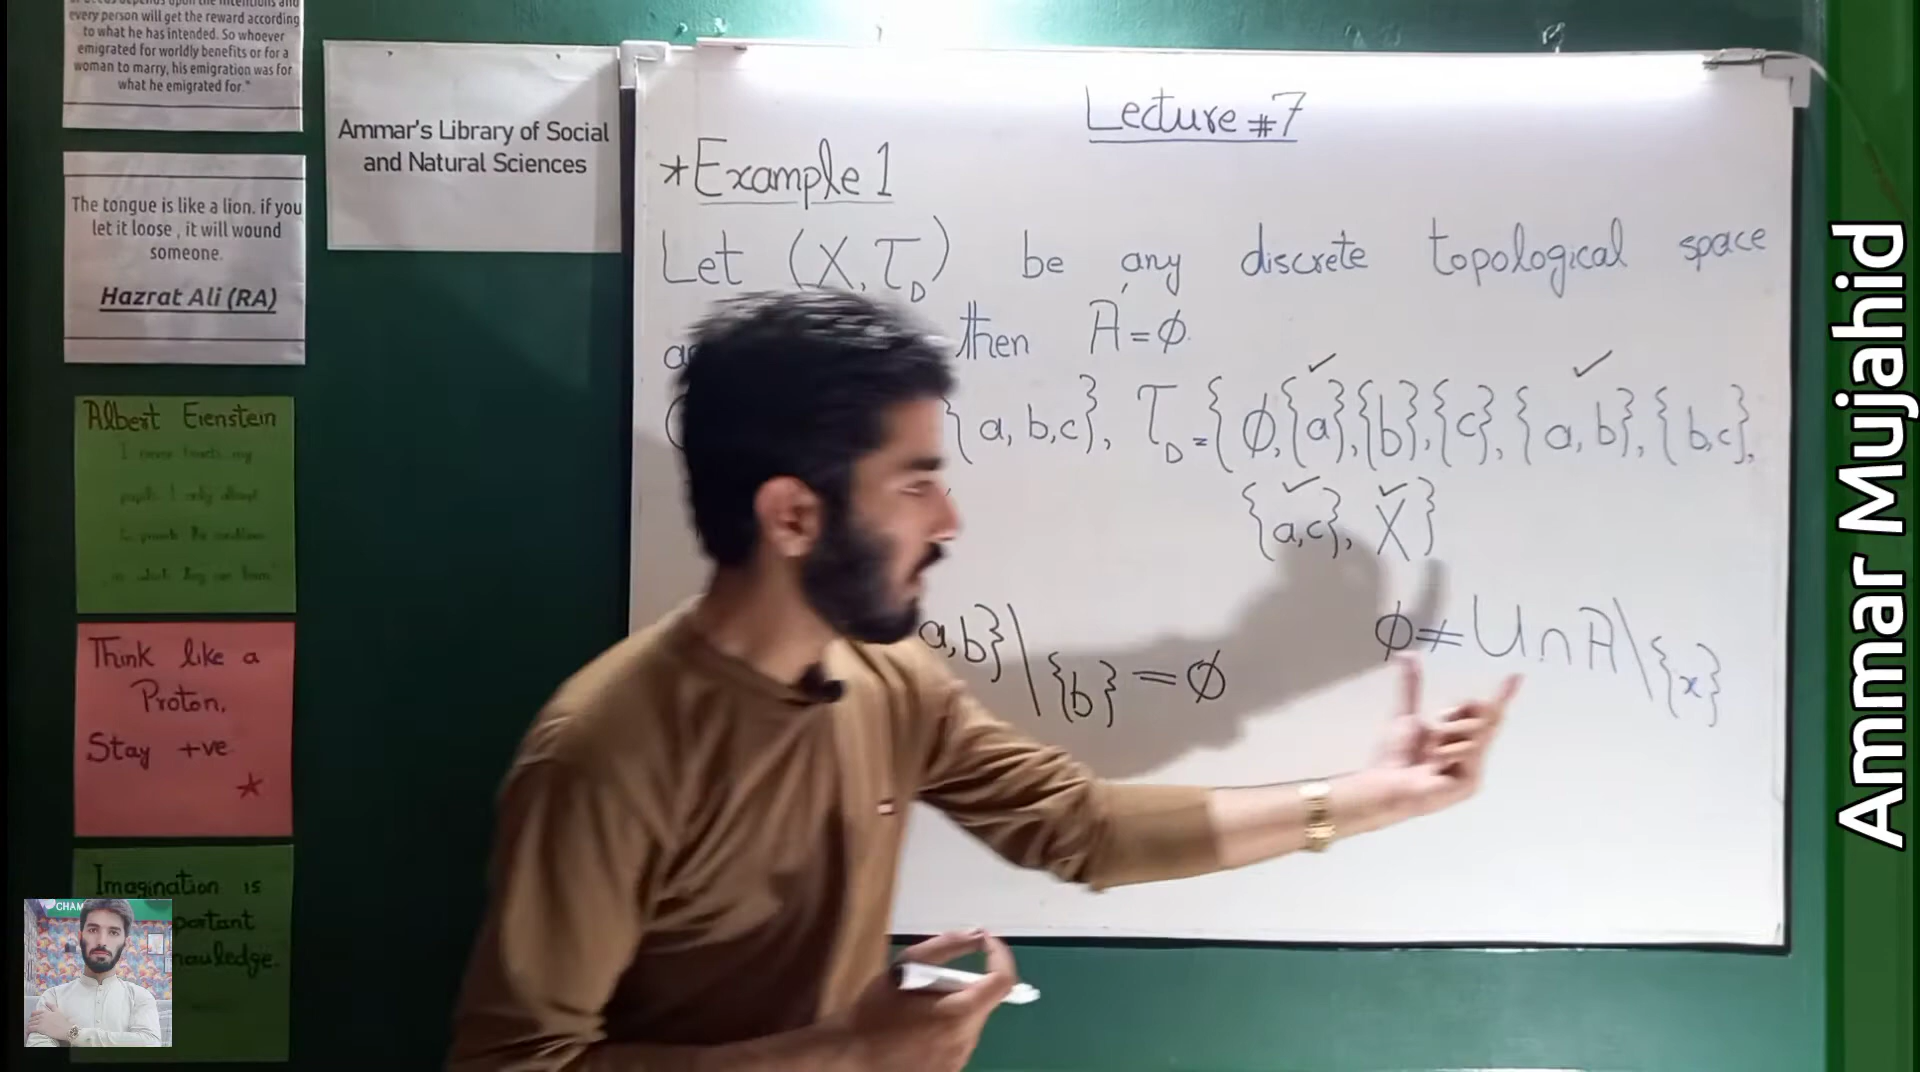 every person will get the reward according
to what he has intended. So whoever
emigrated for worldly benefits or for a
woman to marry, his emigration was for
what he emigrated for."
The tongue is like a lion. if you
let it loose , it will wound
someone.
Hazrat Ali (RA)
Albert Eienstein
Think like a
Proton,
Stay +ve
Imagination is
portant
Ammar's Library of Social
and Natural Sciences
Lecture #7
*Example 1
Let (X, τ_D) be any discrete topological space
then A' = ϕ.
{a, b, c}, τ_D = {ϕ, {a}, {b}, {c}, {a, b}, {b, c},
{a, c}, X}
a, b} \ {b} = ϕ
ϕ ≠ U ∩ A \ {x}
CHAM
Ammar Mujahid